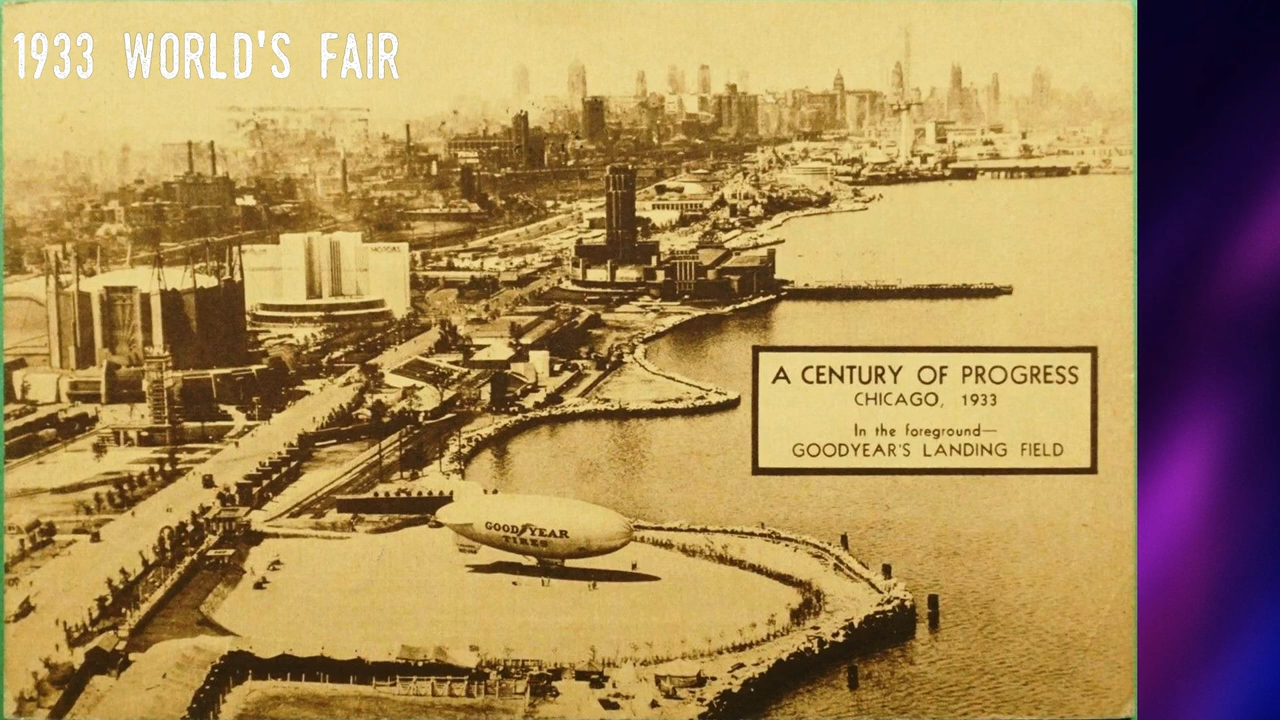 1933 WORLD'S FAIR
A CENTURY OF PROGRESS
CHICAGO, 1933
In the foreground—
GOODYEAR'S LANDING FIELD
GOODYEAR
TIRES